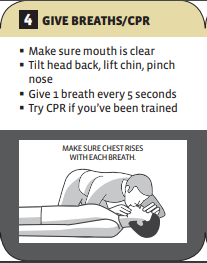 4 GIVE BREATHS/CPR
▪ Make sure mouth is clear
▪ Tilt head back, lift chin, pinch
nose
▪ Give 1 breath every 5 seconds
▪ Try CPR if you've been trained
MAKE SURE CHEST RISES
WITH EACH BREATH.